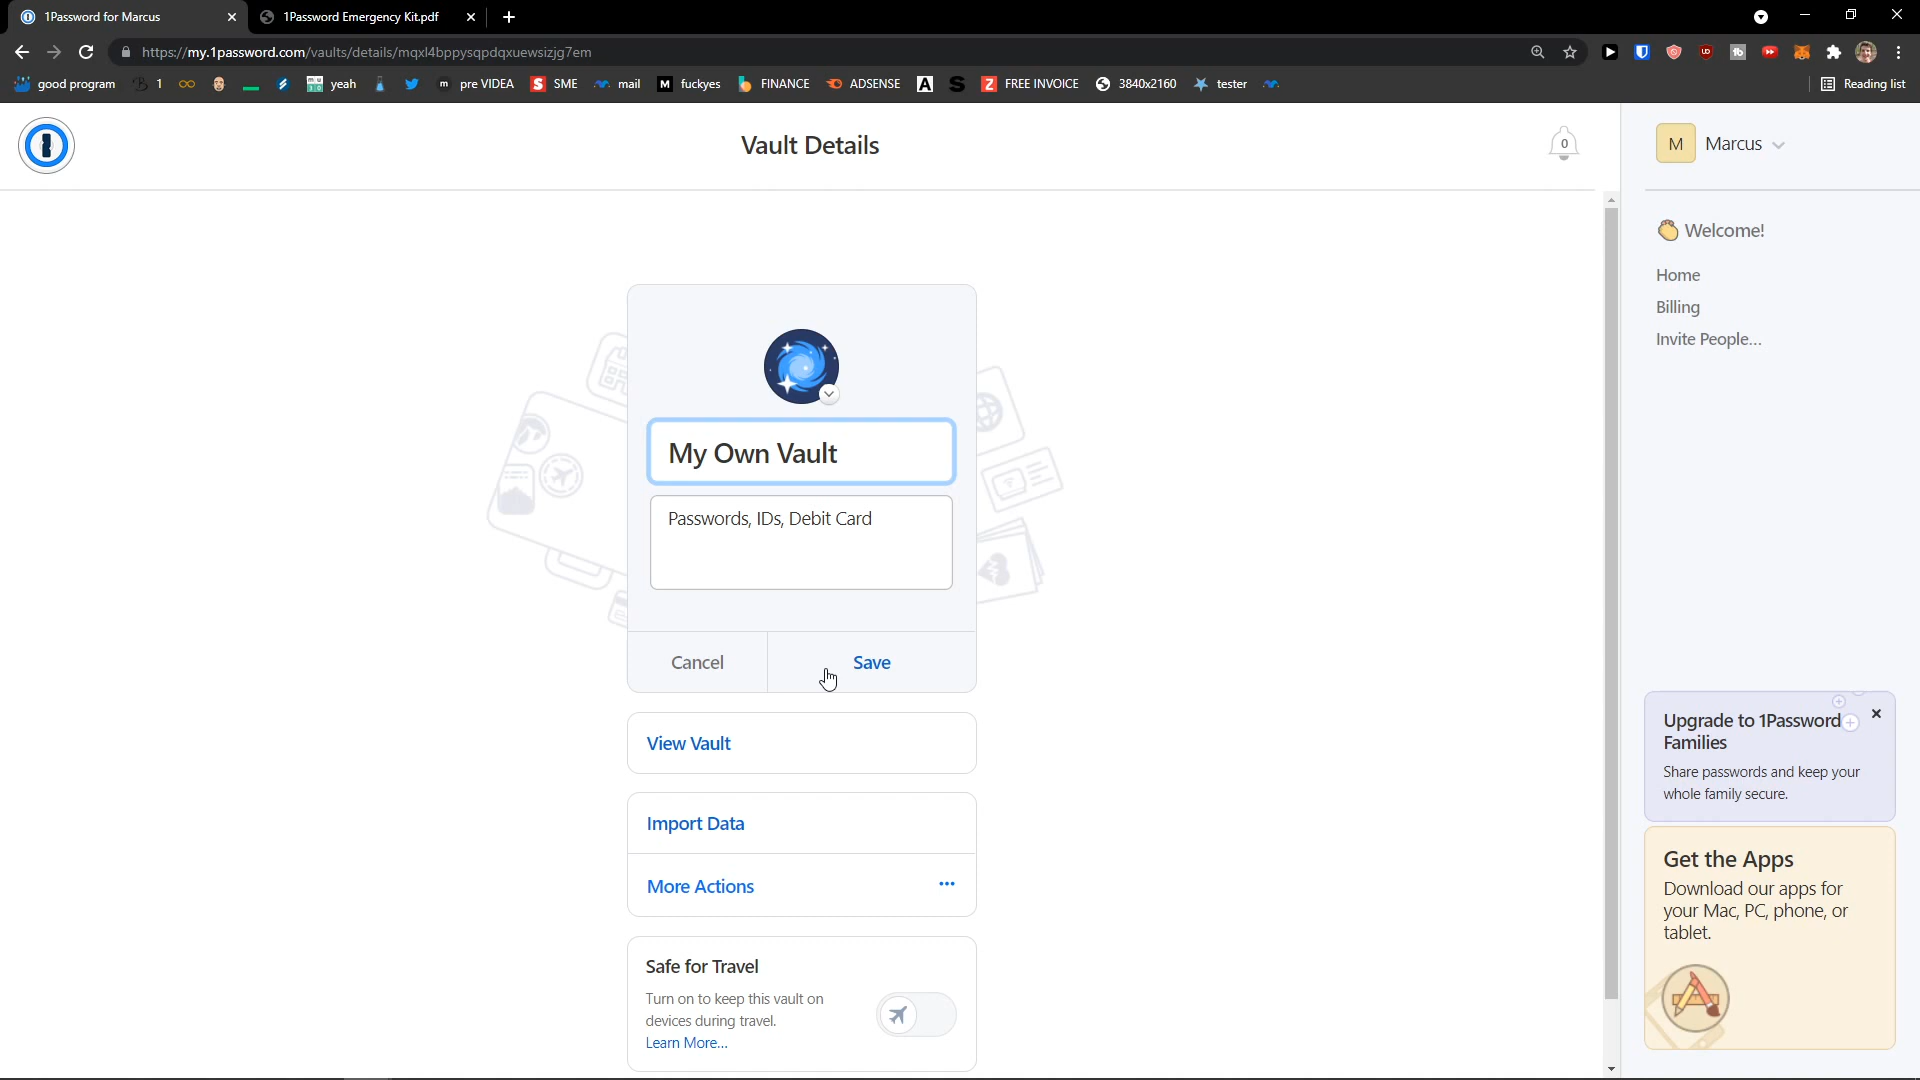 1Password for Marcus
1Password Emergency Kit.pdf
https://my.1password.com/vaults/details/mqxl4bppysqpdqxuewsizjg7em
good program
1
yeah
pre VIDEA
SME
mail
fuckyes
FINANCE
ADSENSE
FREE INVOICE
3840x2160
tester
Reading list
Vault Details
0
M
Marcus
Welcome!
Home
Billing
Invite People...
My Own Vault
Passwords, IDs, Debit Card
Cancel
Save
View Vault
Import Data
More Actions
Safe for Travel
Turn on to keep this vault on
devices during travel.
Learn More...
Upgrade to 1Password
Families
Share passwords and keep your
whole family secure.
Get the Apps
Download our apps for
your Mac, PC, phone, or
tablet.